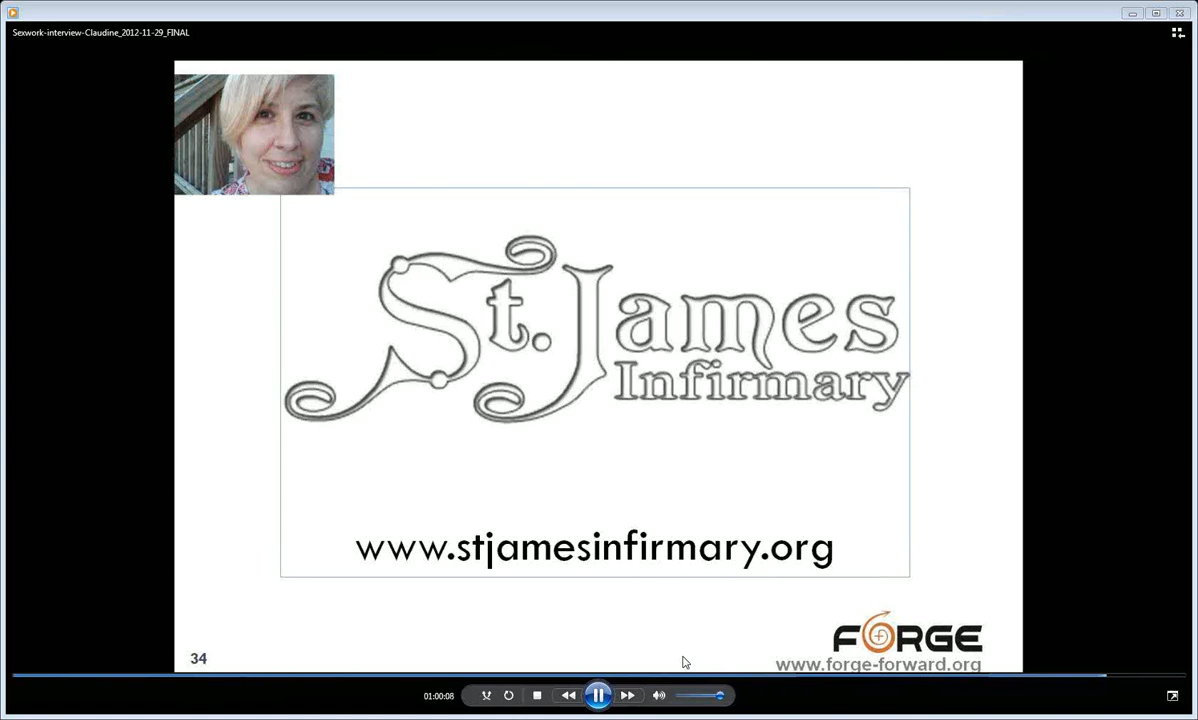 Sexwork-interview-Claudine_2012-11-29_FINAL
St. James
Infirmary
www.stjamesinfirmary.org
34
FORGE
www.forge-forward.org
01:00:08